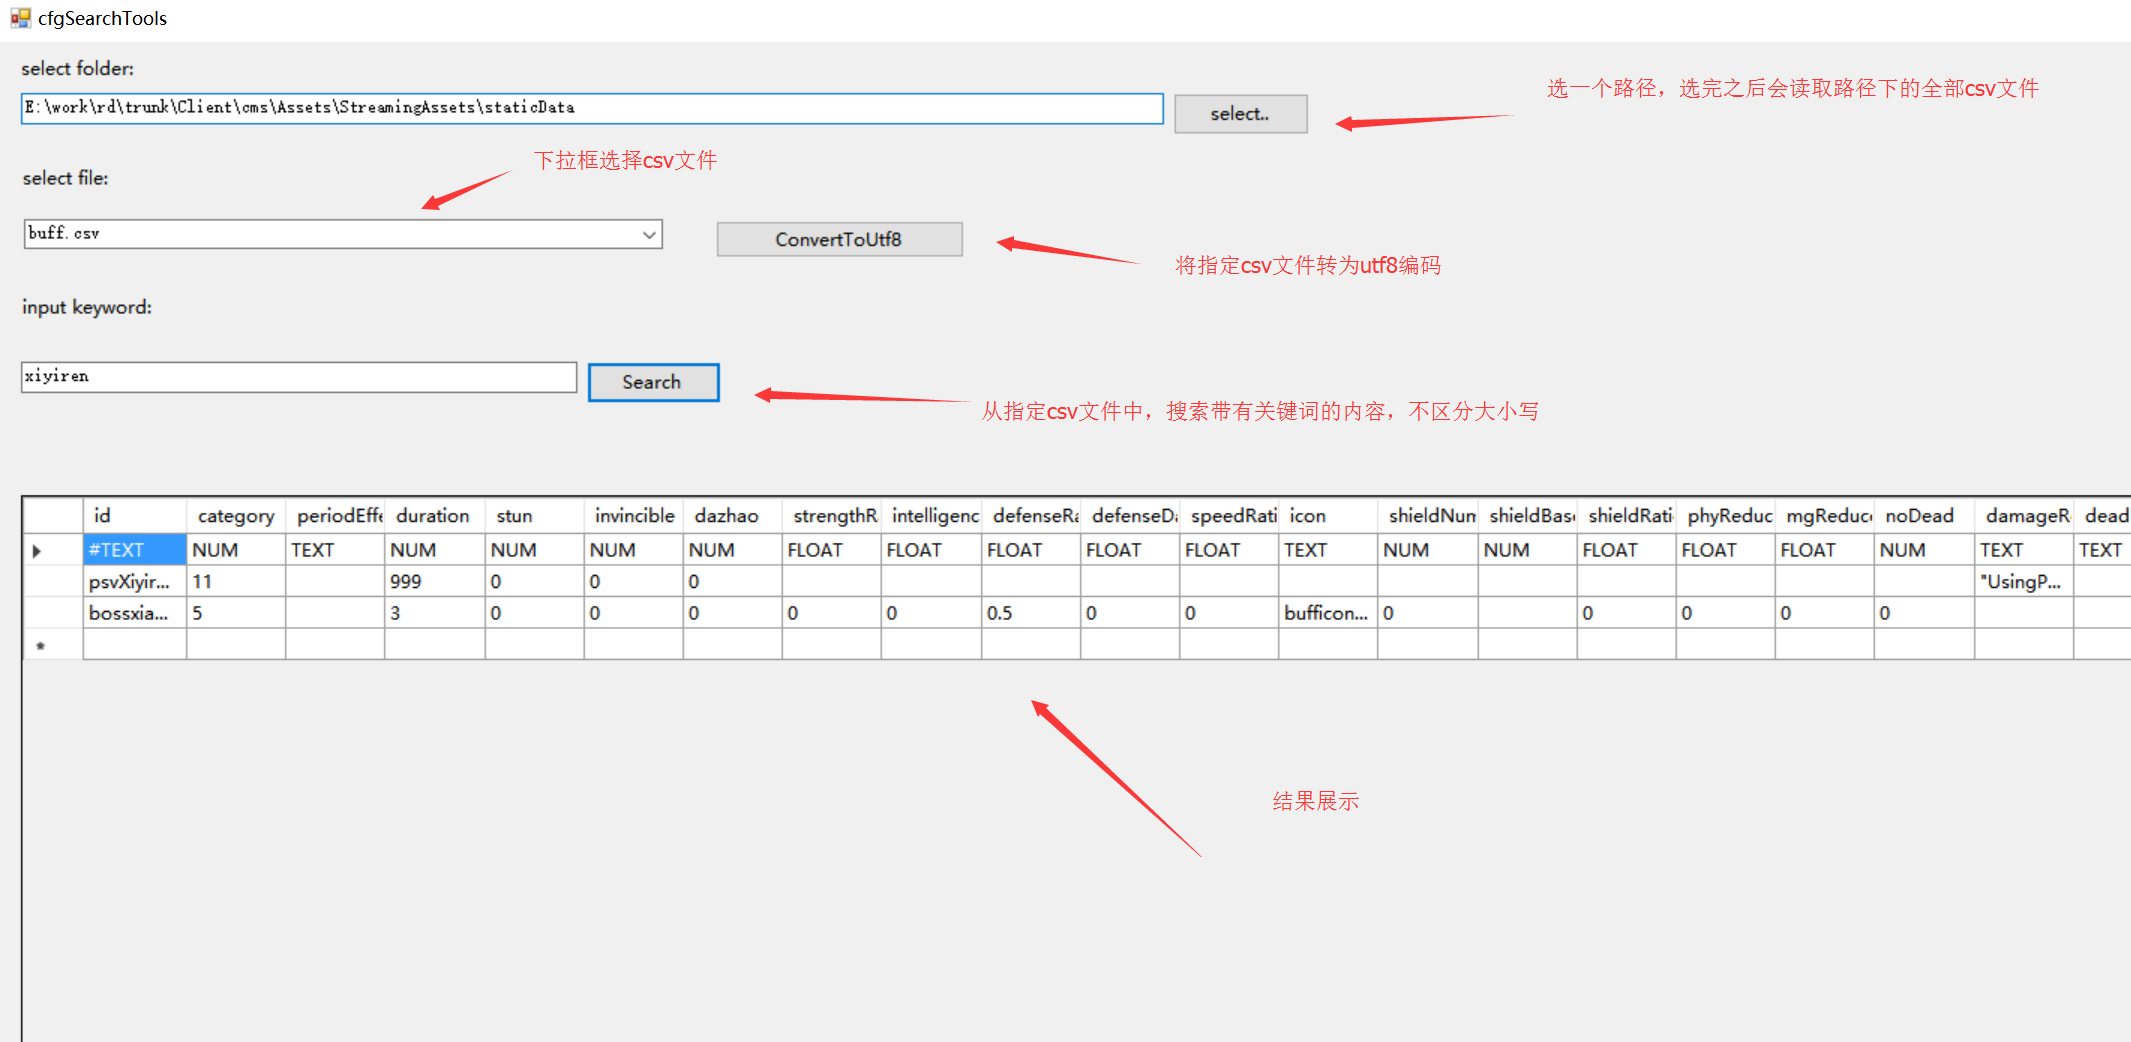 cfgSearchTools
select folder:
选一个路径，选完之后会读取路径下的全部csv文件
E:\work\rd\trunk\Client\cms\Assets\StreamingAssets\staticData
select..
下拉框选择csv文件
select file:
buff.csv
ConvertToUtf8
将指定csv文件转为utf8编码
input keyword:
xiyiren
Search
从指定csv文件中，搜索带有关键词的内容，不区分大小写
id category periodEffe duration stun invincible dazhao strengthR intelligenc defenseRa defenseDa speedRati icon shieldNum shieldBase shieldRati phyReduc mgReduce noDead damageR dead
#TEXT NUM TEXT NUM NUM NUM NUM FLOAT FLOAT FLOAT FLOAT FLOAT TEXT NUM NUM FLOAT FLOAT FLOAT NUM TEXT TEXT
psvXiyir... 11 999 0 0 0 "UsingP...
bossxia... 5 3 0 0 0 0 0 0.5 0 0 bufficon... 0 0 0 0 0
*
结果展示